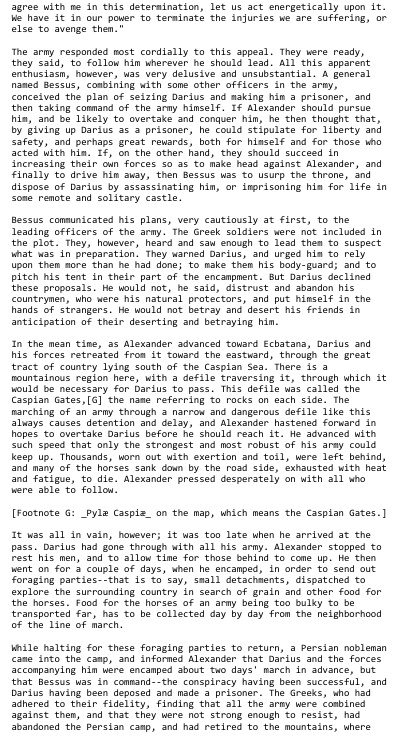 agree with me in this determination, let us act energetically upon it.
We have it in our power to terminate the injuries we are suffering, or
else to avenge them."
The army responded most cordially to this appeal. They were ready,
they said, to follow him wherever he should lead. All this apparent
enthusiasm, however, was very delusive and unsubstantial. A general
named Bessus, combining with some other officers in the army,
conceived the plan of seizing Darius and making him a prisoner, and
then taking command of the army himself. If Alexander should pursue
him, and be likely to overtake and conquer him, he then thought that,
by giving up Darius as a prisoner, he could stipulate for liberty and
safety, and perhaps great rewards, both for himself and for those who
acted with him. If, on the other hand, they should succeed in
increasing their own forces so as to make head against Alexander, and
finally to drive him away, then Bessus was to usurp the throne, and
dispose of Darius by assassinating him, or imprisoning him for life in
some remote and solitary castle.
Bessus communicated his plans, very cautiously at first, to the
leading officers of the army. The Greek soldiers were not included in
the plot. They, however, heard and saw enough to lead them to suspect
what was in preparation. They warned Darius, and urged him to rely
upon them more than he had done; to make them his body-guard; and to
pitch his tent in their part of the encampment. But Darius declined
these proposals. He would not, he said, distrust and abandon his
countrymen, who were his natural protectors, and put himself in the
hands of strangers. He would not betray and desert his friends in
anticipation of their deserting and betraying him.
In the mean time, as Alexander advanced toward Ecbatana, Darius and
his forces retreated from it toward the eastward, through the great
tract of country lying south of the Caspian Sea. There is a
mountainous region here, with a defile traversing it, through which it
would be necessary for Darius to pass. This defile was called the
Caspian Gates,[G] the name referring to rocks on each side. The
marching of an army through a narrow and dangerous defile like this
always causes detention and delay, and Alexander hastened forward in
hopes to overtake Darius before he should reach it. He advanced with
such speed that only the strongest and most robust of his army could
keep up. Thousands, worn out with exertion and toil, were left behind,
and many of the horses sank down by the road side, exhausted with heat
and fatigue, to die. Alexander pressed desperately on with all who
were able to follow.
[Footnote G: _Pylæ Caspiæ_ on the map, which means the Caspian Gates.]
It was all in vain, however; it was too late when he arrived at the
pass. Darius had gone through with all his army. Alexander stopped to
rest his men, and to allow time for those behind to come up. He then
went on for a couple of days, when he encamped, in order to send out
foraging parties--that is to say, small detachments, dispatched to
explore the surrounding country in search of grain and other food for
the horses. Food for the horses of an army being too bulky to be
transported far, has to be collected day by day from the neighborhood
of the line of march.
While halting for these foraging parties to return, a Persian nobleman
came into the camp, and informed Alexander that Darius and the forces
accompanying him were encamped about two days' march in advance, but
that Bessus was in command--the conspiracy having been successful, and
Darius having been deposed and made a prisoner. The Greeks, who had
adhered to their fidelity, finding that all the army were combined
against them, and that they were not strong enough to resist, had
abandoned the Persian camp, and had retired to the mountains, where